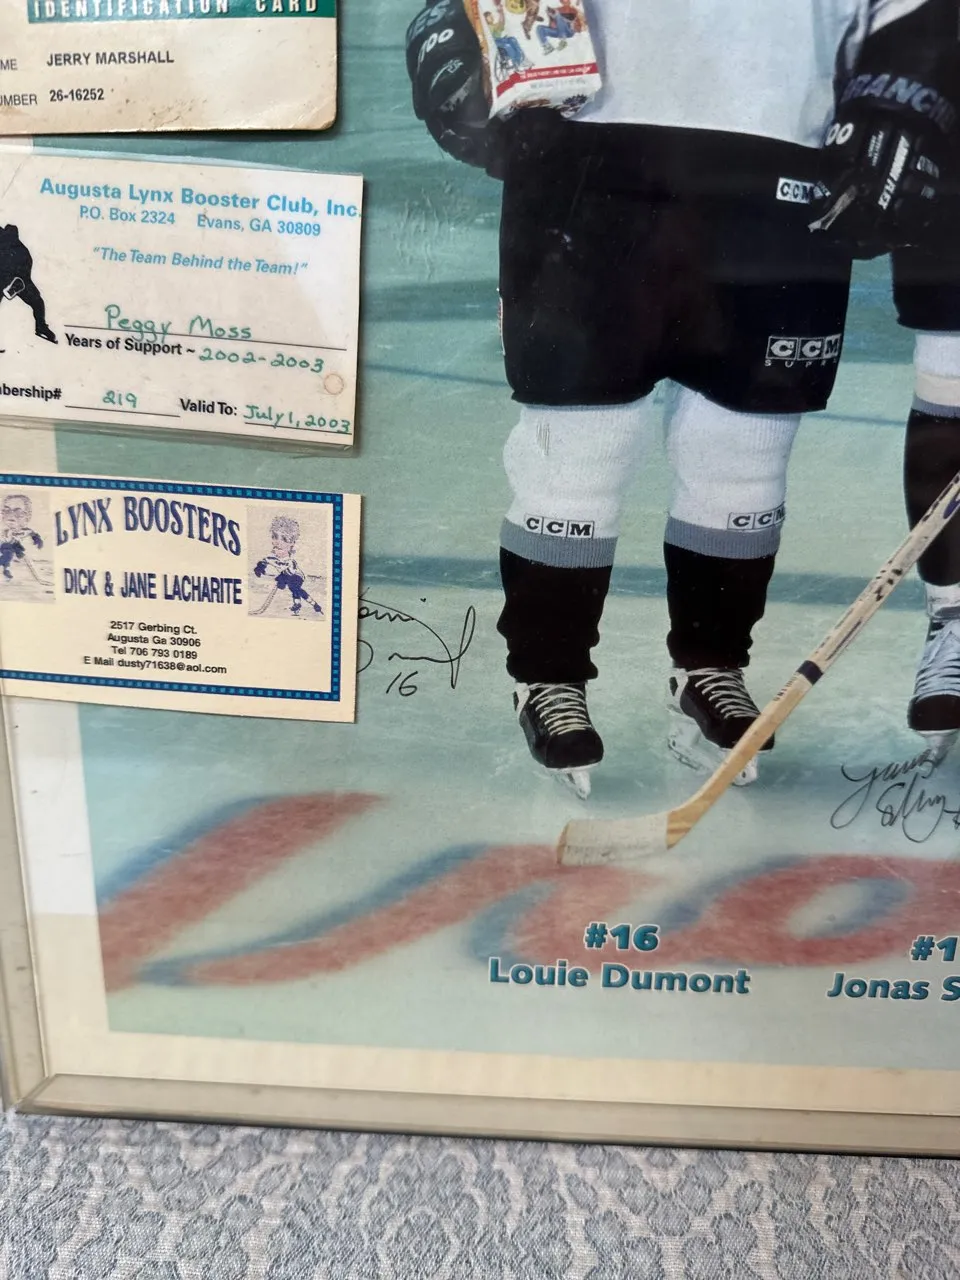 IDENTIFICATION CARD
ME JERRY MARSHALL
UMBER 26-16252
Augusta Lynx Booster Club, Inc.
P.O. Box 2324 Evans, GA 30809
"The Team Behind the Team!"
Peggy Moss
Years of Support ~ 2002-2003
bership# 219 Valid To: July 1, 2003
LYNX BOOSTERS
DICK & JANE LACHARITE
2517 Gerbing Ct.
Augusta Ga 30906
Tel 706 793 0189
E Mail dusty71638@aol.com
16
CCM
CCM
CCM
CCM
#16
Louie Dumont
#1
Jonas S